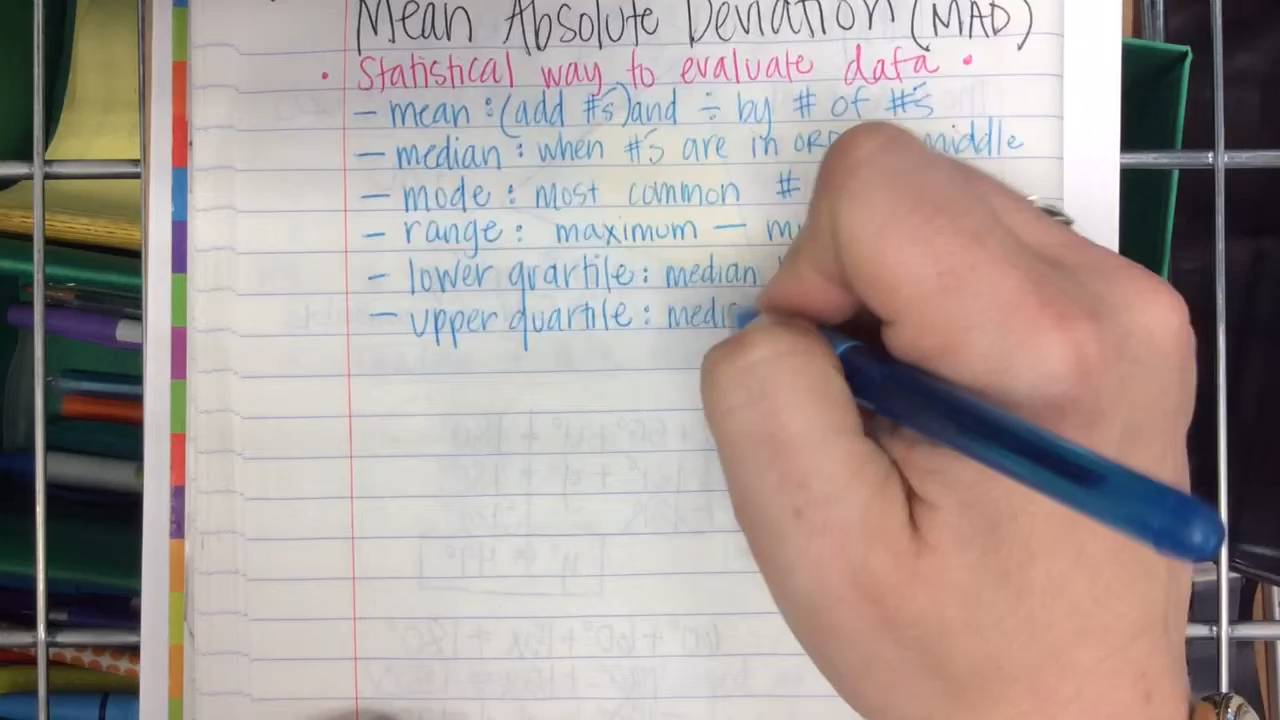 Mean Absolute Deviation (MAD)
• Statistical way to evaluate data •
- mean : (add #'s) and ÷ by # of #'s
- median : when #'s are in middle
- mode : most common #
- range : maximum -
- lower quartile : median
- upper quartile :